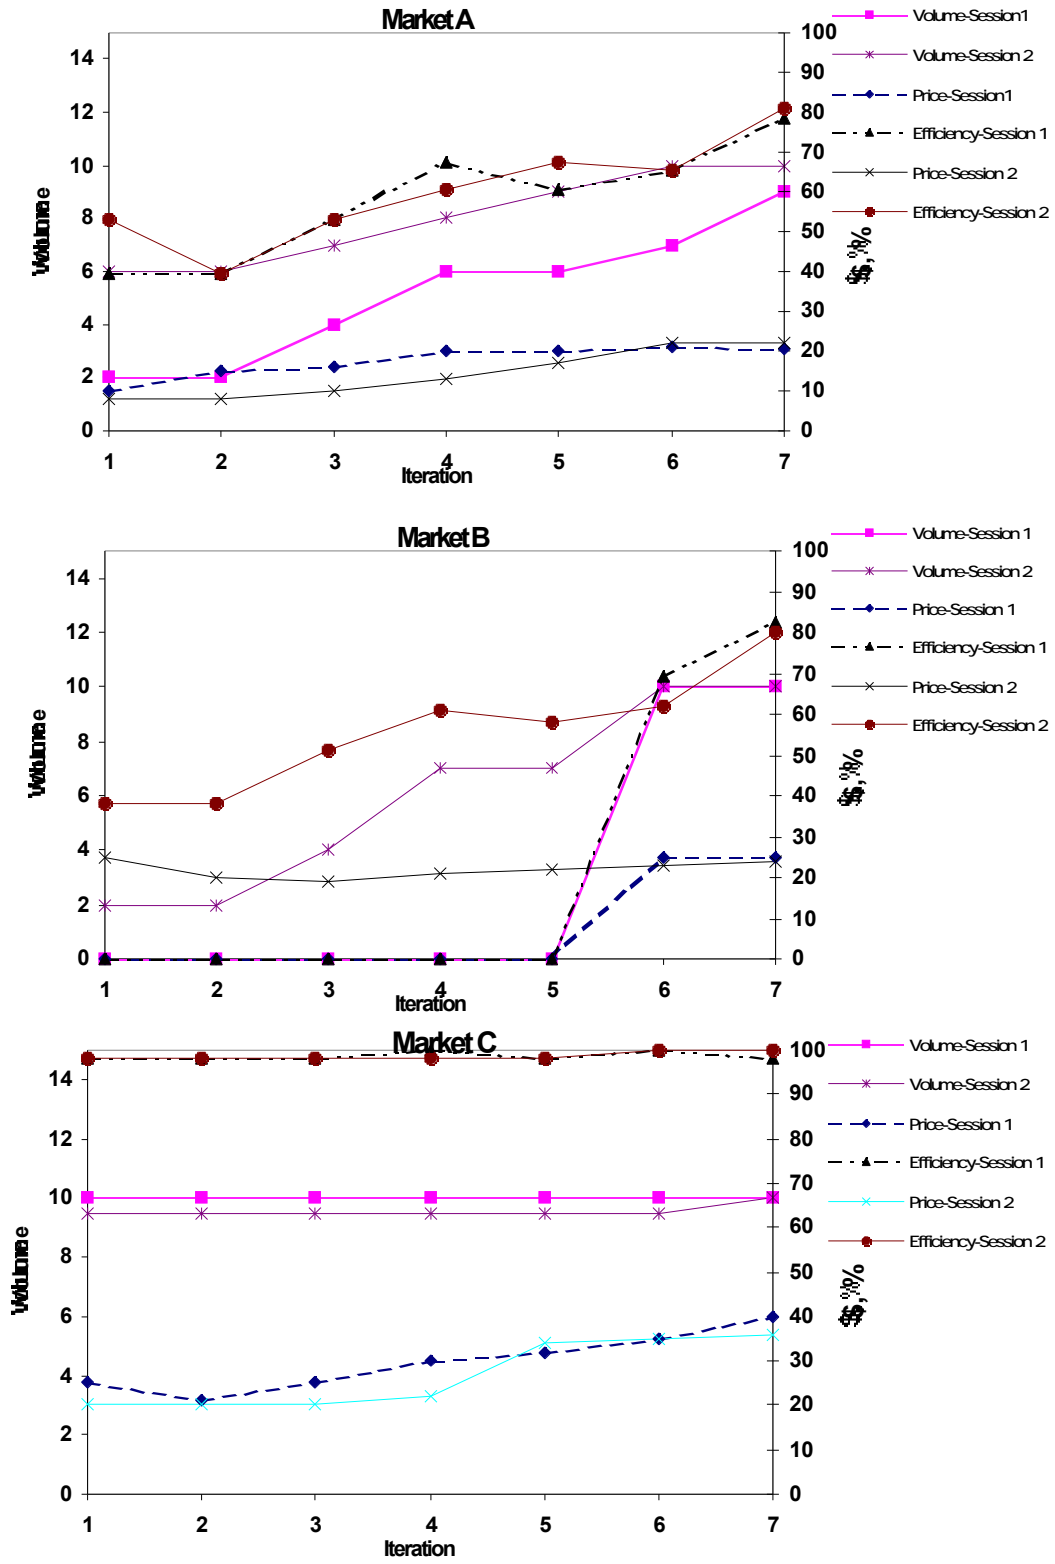 Market A
Volume-Session1
Volume-Session 2
Price-Session1
Efficiency-Session 1
Price-Session 2
Efficiency-Session 2
14
12
10
8
6
4
2
0
100
90
80
70
60
50
40
30
20
10
0
Volume
$, %
1 2 3 4 5 6 7
Iteration
Market B
Volume-Session 1
Volume-Session 2
Price-Session 1
Efficiency-Session 1
Price-Session 2
Efficiency-Session 2
14
12
10
8
6
4
2
0
100
90
80
70
60
50
40
30
20
10
0
Volume
$, %
1 2 3 4 5 6 7
Iteration
Market C
Volume-Session 1
Volume-Session 2
Price-Session 1
Efficiency-Session 1
Price-Session 2
Efficiency-Session 2
14
12
10
8
6
4
2
0
100
90
80
70
60
50
40
30
20
10
0
Volume
$, %
1 2 3 4 5 6 7
Iteration